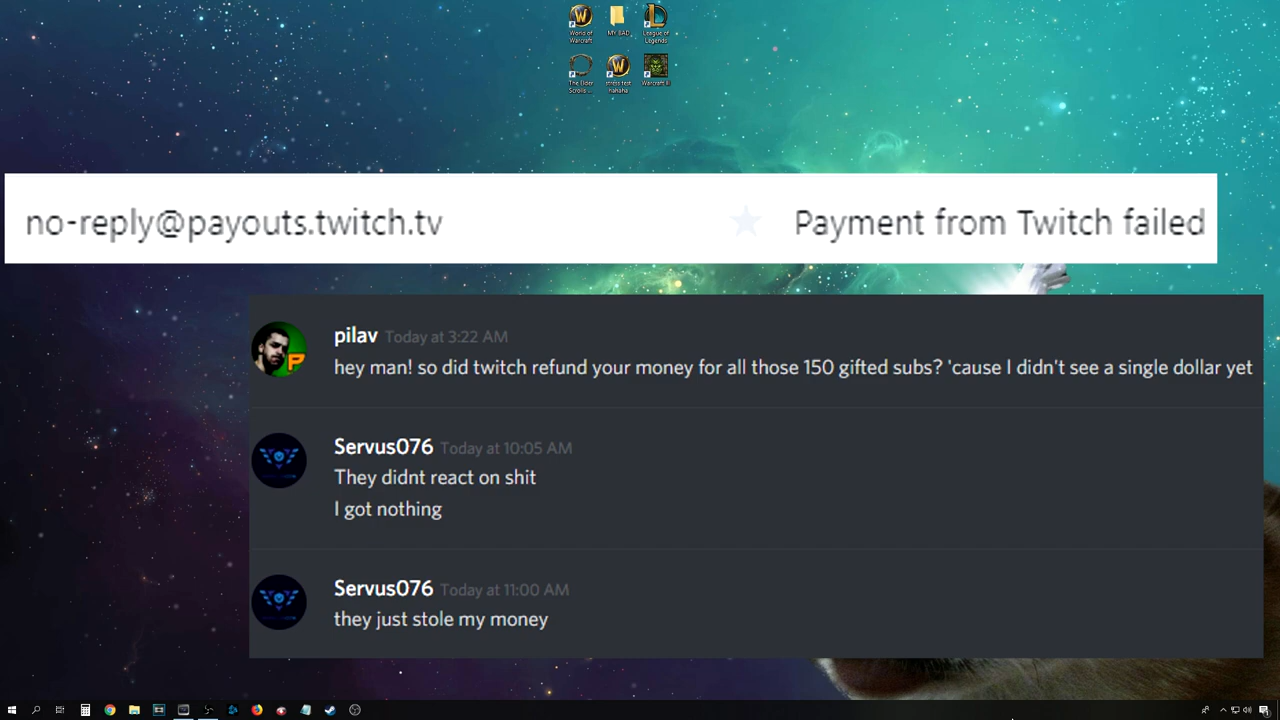 World of
Warcraft
MY BAD
League of
Legends
The Elder
Scrolls ...
stress test
hahaha
Warcraft III
no-reply@payouts.twitch.tv
Payment from Twitch failed
pilav Today at 3:22 AM
hey man! so did twitch refund your money for all those 150 gifted subs? 'cause I didn't see a single dollar yet
Servus076 Today at 10:05 AM
They didnt react on shit
I got nothing
Servus076 Today at 11:00 AM
they just stole my money